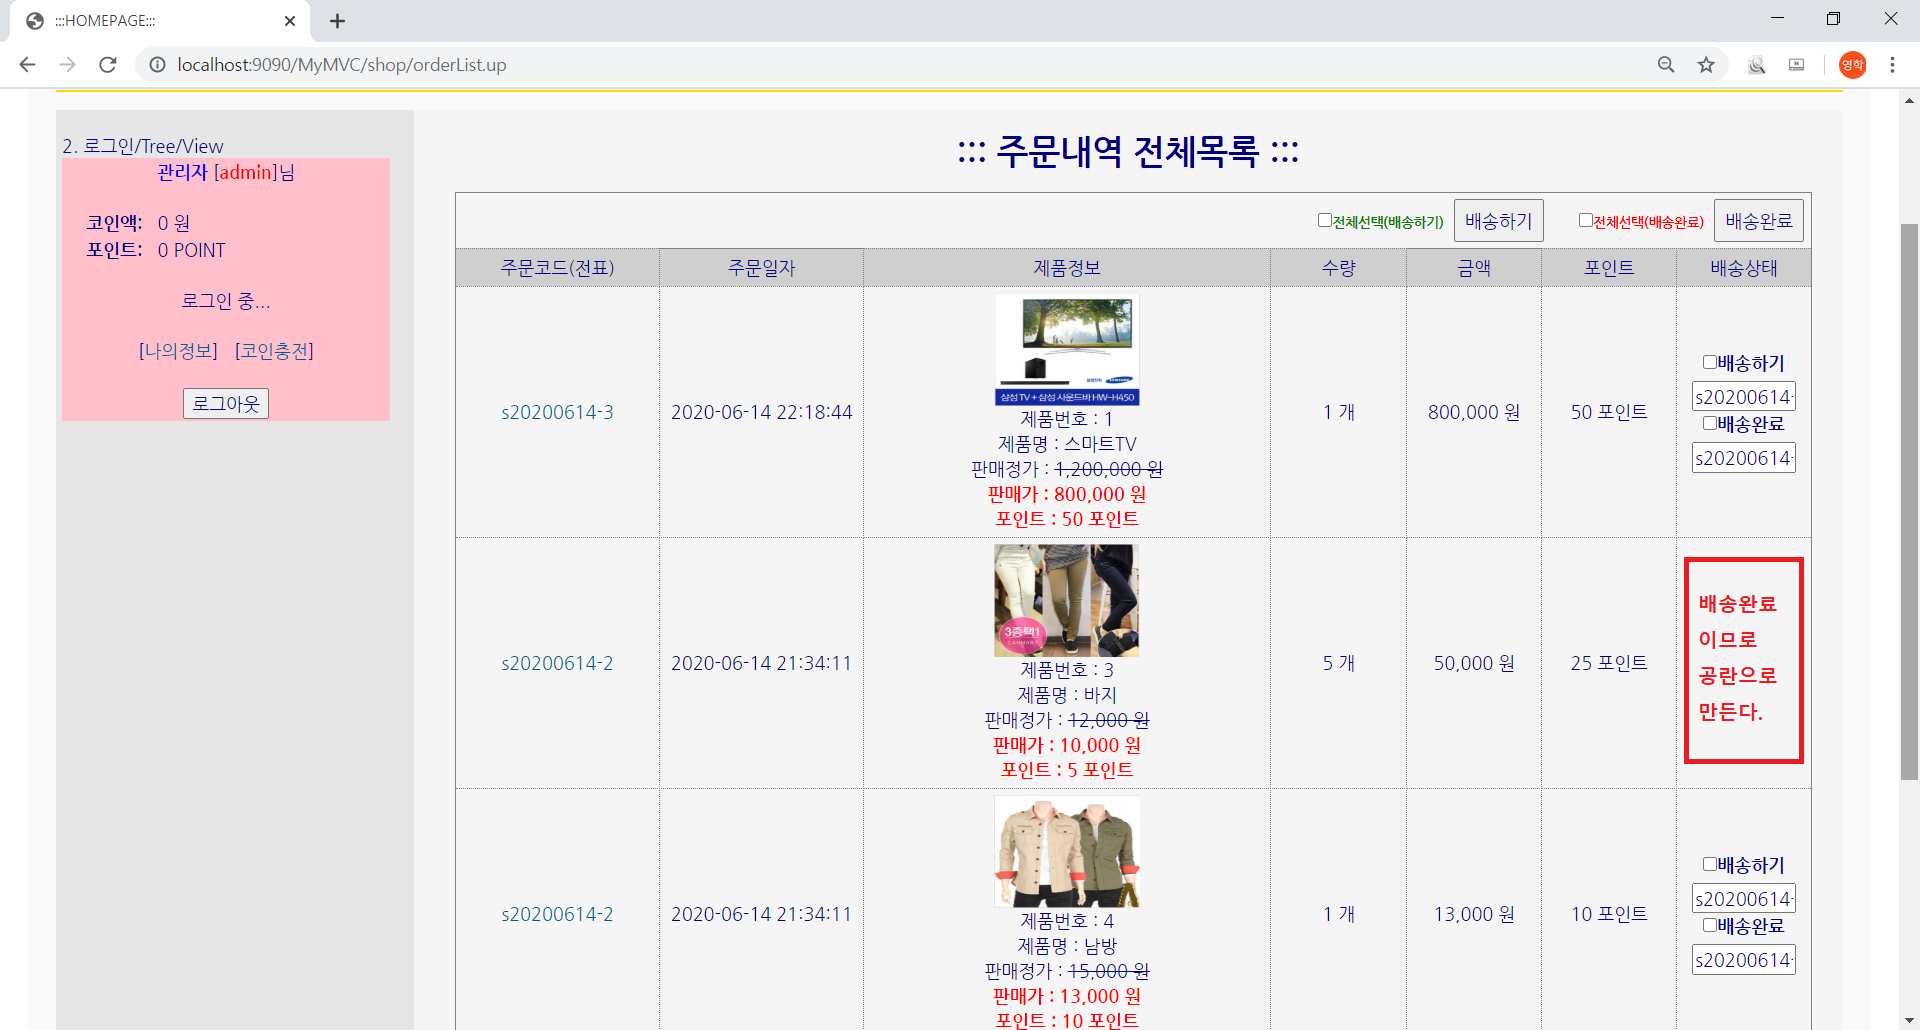 :::HOMEPAGE:::
localhost:9090/MyMVC/shop/orderList.up
영학
2. 로그인/Tree/View
관리자 [admin]님
코인액: 0 원
포인트: 0 POINT
로그인 중...
[나의정보] [코인충전]
로그아웃
::: 주문내역 전체목록 :::
전체선택(배송하기) 배송하기 전체선택(배송완료) 배송완료
주문코드(전표) 주문일자 제품정보 수량 금액 포인트 배송상태
삼성전자 SAMSUNG
삼성 TV + 삼성 사운드바 HW-H450
s20200614-3 2020-06-14 22:18:44 1 개 800,000 원 50 포인트
제품번호 : 1
제품명 : 스마트TV
판매정가 : 1,200,000 원
판매가 : 800,000 원
포인트 : 50 포인트
배송하기
s20200614-
배송완료
s20200614-
3종택1
CANMART
s20200614-2 2020-06-14 21:34:11 5 개 50,000 원 25 포인트
제품번호 : 3
제품명 : 바지
판매정가 : 12,000 원
판매가 : 10,000 원
포인트 : 5 포인트
배송완료
이므로
공란으로
만든다.
s20200614-2 2020-06-14 21:34:11 1 개 13,000 원 10 포인트
제품번호 : 4
제품명 : 남방
판매정가 : 15,000 원
판매가 : 13,000 원
포인트 : 10 포인트
배송하기
s20200614-
배송완료
s20200614-